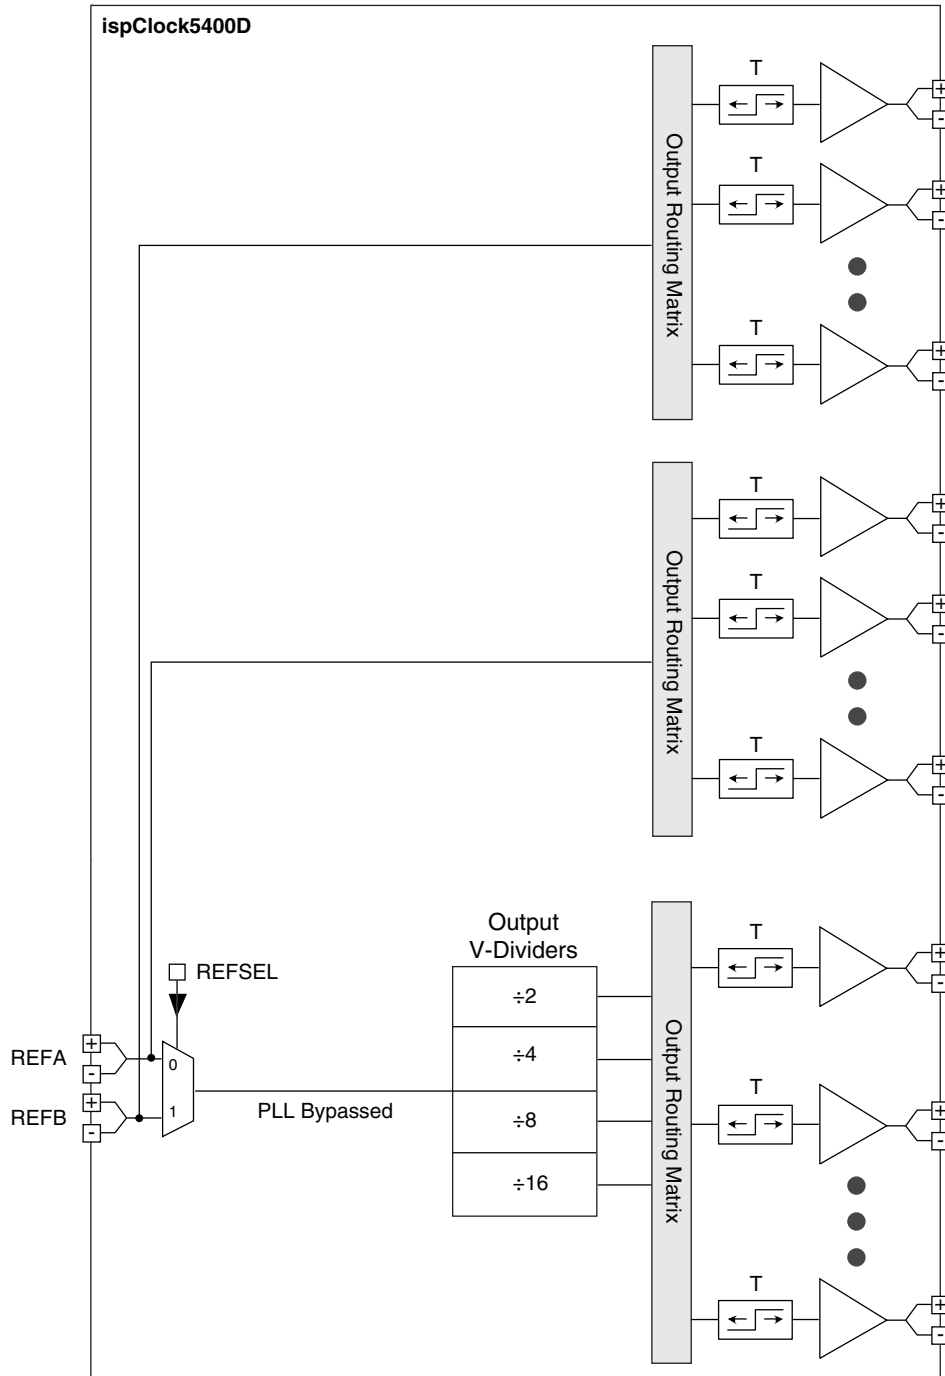 ispClock5400D
T
T
T
Output Routing Matrix
+
-
+
-
+
-
T
T
T
Output Routing Matrix
+
-
+
-
+
-
Output
V-Dividers
÷2
÷4
÷8
÷16
REFSEL
REFA
+
-
REFB
+
-
0
1
PLL Bypassed
Output Routing Matrix
T
T
T
+
-
+
-
+
-